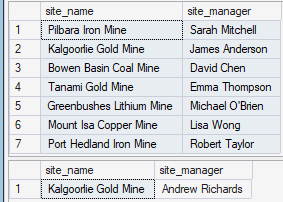 site_name site_manager
1 Pilbara Iron Mine Sarah Mitchell
2 Kalgoorlie Gold Mine James Anderson
3 Bowen Basin Coal Mine David Chen
4 Tanami Gold Mine Emma Thompson
5 Greenbushes Lithium Mine Michael O'Brien
6 Mount Isa Copper Mine Lisa Wong
7 Port Hedland Iron Mine Robert Taylor
site_name site_manager
1 Kalgoorlie Gold Mine Andrew Richards